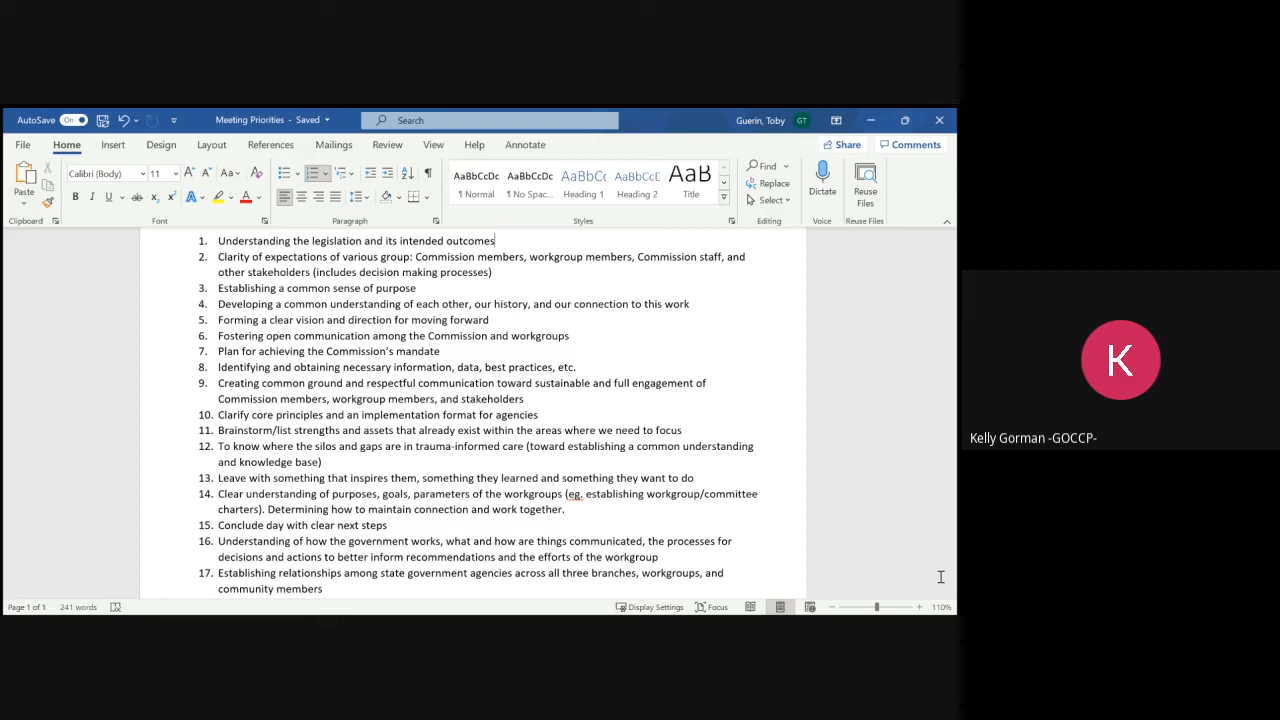 AutoSave On Meeting Priorities - Saved Search Guerin, Toby GT
File Home Insert Design Layout References Mailings Review View Help Annotate Share Comments
Paste Calibri (Body) 11 Aa AaBbCcDc AaBbCcDc AaBbCc AaBbCcD AaB Find Dictate Reuse Files
B I U ab x₂ x² A A ¶ Normal ¶ No Spac... Heading 1 Heading 2 Title Replace
Select
Clipboard Font Paragraph Styles Editing Voice Reuse Files
1. Understanding the legislation and its intended outcomes
2. Clarity of expectations of various group: Commission members, workgroup members, Commission staff, and
other stakeholders (includes decision making processes)
3. Establishing a common sense of purpose
4. Developing a common understanding of each other, our history, and our connection to this work
5. Forming a clear vision and direction for moving forward
6. Fostering open communication among the Commission and workgroups
7. Plan for achieving the Commission's mandate
8. Identifying and obtaining necessary information, data, best practices, etc.
9. Creating common ground and respectful communication toward sustainable and full engagement of
Commission members, workgroup members, and stakeholders
10. Clarify core principles and an implementation format for agencies
11. Brainstorm/list strengths and assets that already exist within the areas where we need to focus
12. To know where the silos and gaps are in trauma-informed care (toward establishing a common understanding
and knowledge base)
13. Leave with something that inspires them, something they learned and something they want to do
14. Clear understanding of purposes, goals, parameters of the workgroups (eg. establishing workgroup/committee
charters). Determining how to maintain connection and work together.
15. Conclude day with clear next steps
16. Understanding of how the government works, what and how are things communicated, the processes for
decisions and actions to better inform recommendations and the efforts of the workgroup
17. Establishing relationships among state government agencies across all three branches, workgroups, and
community members
Page 1 of 1 241 words Display Settings Focus 110%
K
Kelly Gorman -GOCCP-